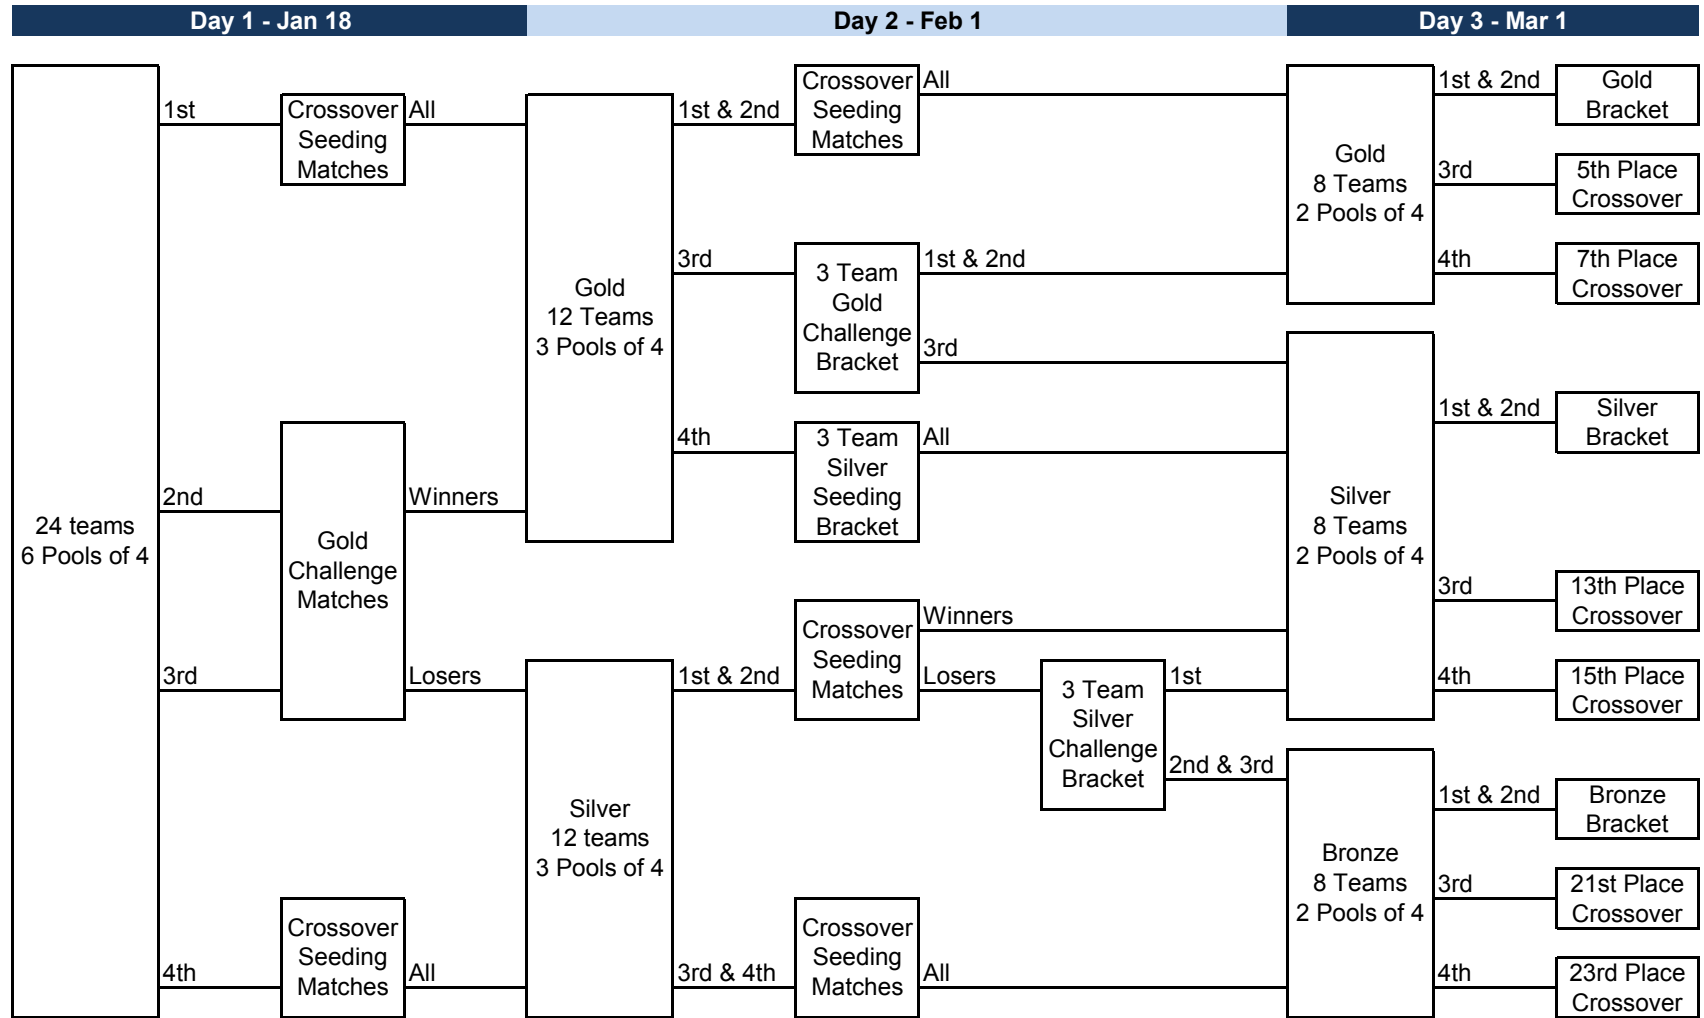 Day 1 - Jan 18
Day 2 - Feb 1
Day 3 - Mar 1
24 teams
6 Pools of 4
1st
2nd
3rd
4th
Crossover
Seeding
Matches
All
Gold
Challenge
Matches
Winners
Losers
Crossover
Seeding
Matches
All
Gold
12 Teams
3 Pools of 4
1st & 2nd
3rd
4th
Silver
12 teams
3 Pools of 4
1st & 2nd
3rd & 4th
Crossover
Seeding
Matches
All
3 Team
Gold
Challenge
Bracket
1st & 2nd
3rd
3 Team
Silver
Seeding
Bracket
All
Crossover
Seeding
Matches
Winners
Losers
3 Team
Silver
Challenge
Bracket
1st
2nd & 3rd
Crossover
Seeding
Matches
All
Gold
8 Teams
2 Pools of 4
1st & 2nd
3rd
4th
Gold
Bracket
5th Place
Crossover
7th Place
Crossover
Silver
8 Teams
2 Pools of 4
1st & 2nd
3rd
4th
Silver
Bracket
13th Place
Crossover
15th Place
Crossover
Bronze
8 Teams
2 Pools of 4
1st & 2nd
3rd
4th
Bronze
Bracket
21st Place
Crossover
23rd Place
Crossover